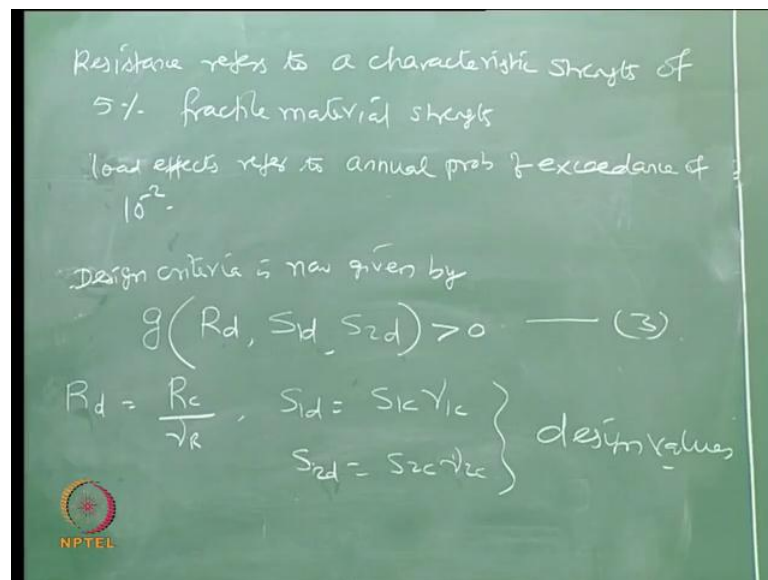 Resistance refers to a characteristic strength of
5% fractile material strength
load effects refer to annual prob of exceedance of
10⁻².
Design criteria is now given by
g(Rd, S1d, S2d) > 0 —— (3)
Rd = Rc / γR , S1d = S1c γ1c
S2d = S2c γ2c } design values
NPTEL